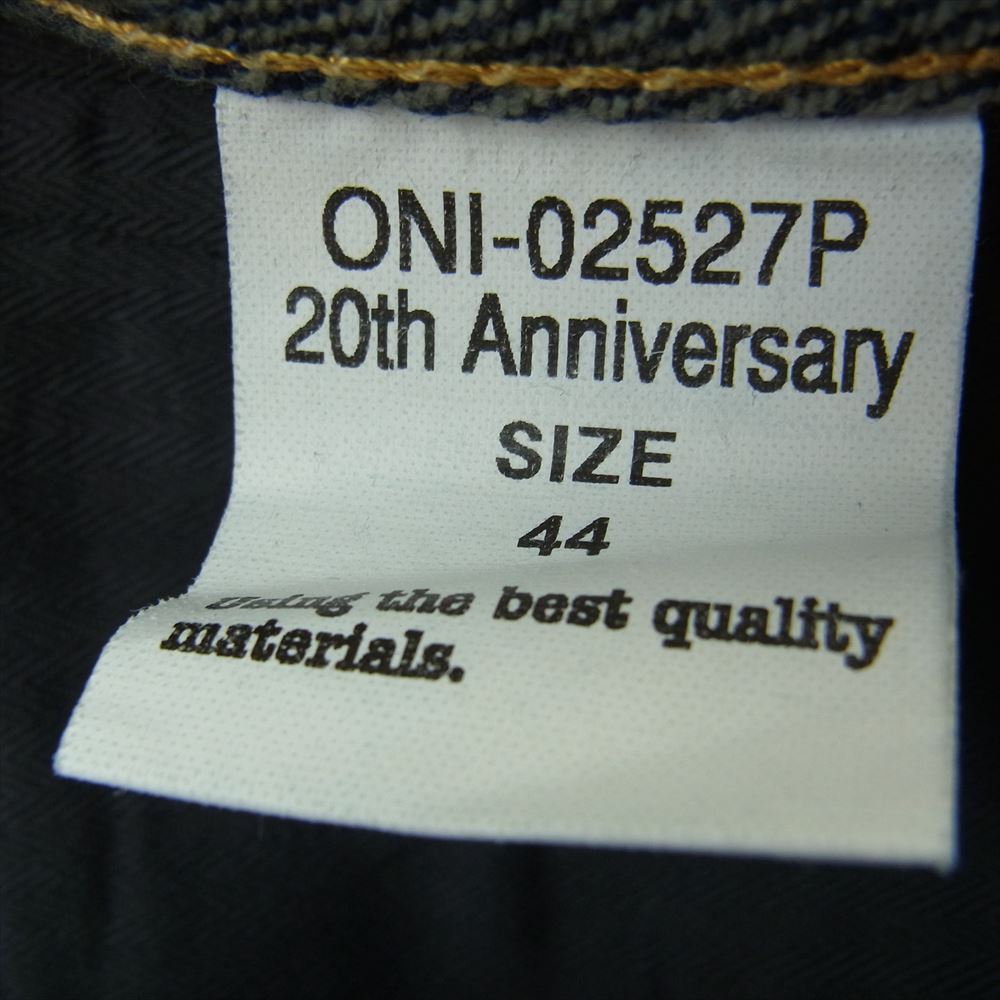 ONI-02527P
20th Anniversary
SIZE
44
Using the best quality
materials.